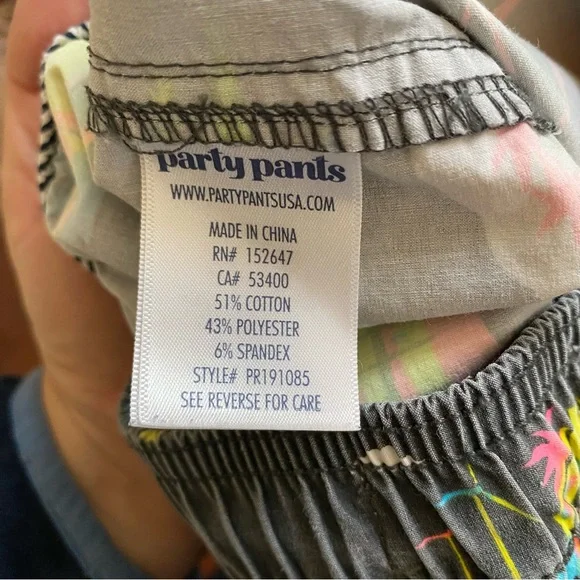 party pants
WWW.PARTYPANTSUSA.COM
MADE IN CHINA
RN# 152647
CA# 53400
51% COTTON
43% POLYESTER
6% SPANDEX
STYLE# PR191085
SEE REVERSE FOR CARE